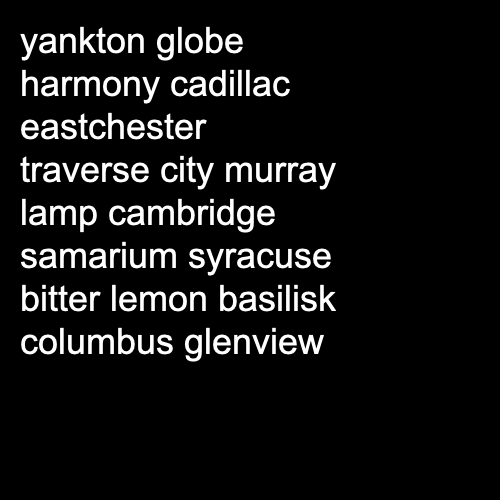 yankton globe
harmony cadillac
eastchester
traverse city murray
lamp cambridge
samarium syracuse
bitter lemon basilisk
columbus glenview